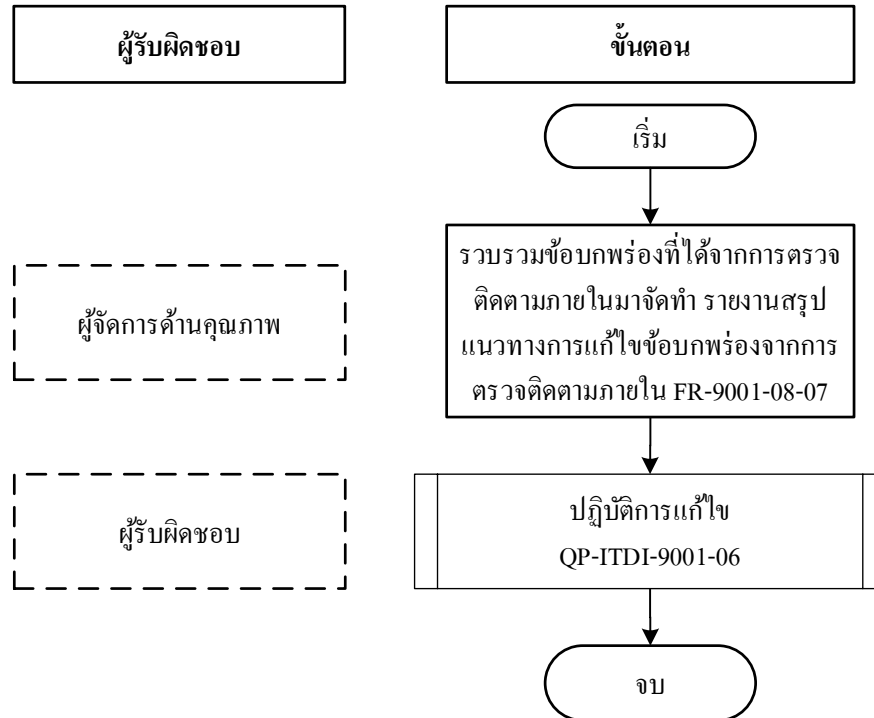 ผู้รับผิดชอบ
ขั้นตอน
เริ่ม
ผู้จัดการด้านคุณภาพ
รวบรวมข้อบกพร่องที่ได้จากการตรวจ
ติดตามภายในมาจัดทำ รายงานสรุป
แนวทางการแก้ไขข้อบกพร่องจากการ
ตรวจติดตามภายใน FR-9001-08-07
ผู้รับผิดชอบ
ปฏิบัติการแก้ไข
QP-ITDI-9001-06
จบ